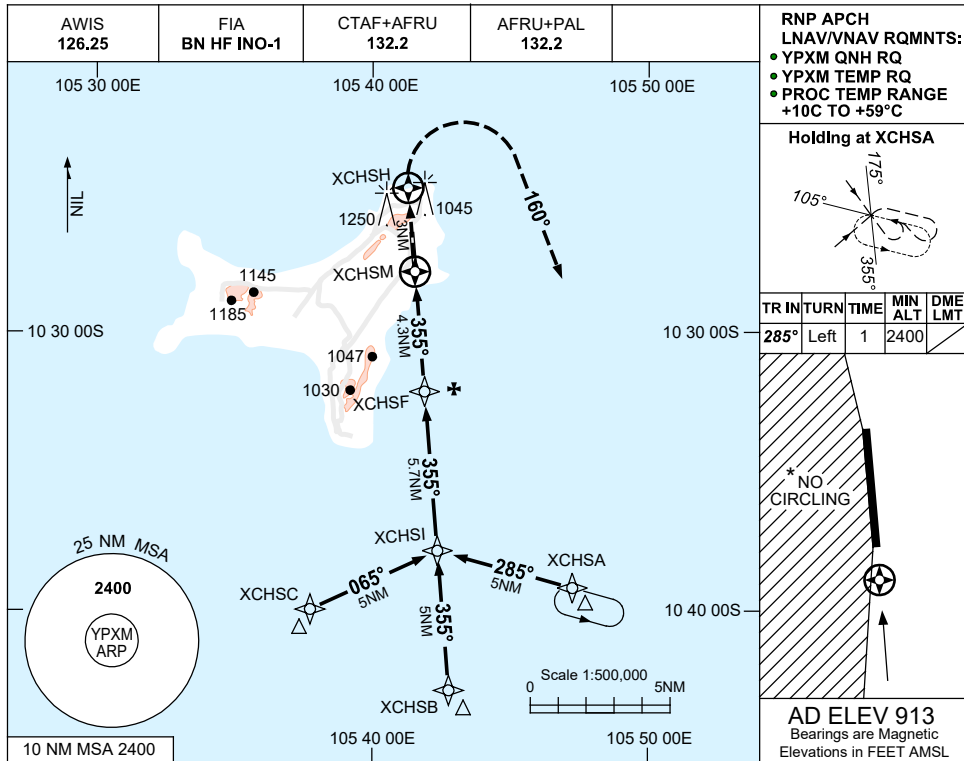 AWIS
126.25
FIA
BN HF INO-1
CTAF+AFRU
132.2
AFRU+PAL
132.2
RNP APCH
LNAV/VNAV RQMNTS:
YPXM QNH RQ
YPXM TEMP RQ
PROC TEMP RANGE
+10C TO +59°C
105 30 00E
105 40 00E
105 50 00E
Holding at XCHSA
175°
105°
355°
TR IN TURN TIME MIN ALT DME LMT
285° Left 1 2400
NIL
XCHSH
1250
1045
3NM
160°
XCHSM
1145
1185
10 30 00S
10 30 00S
355°
4.3NM
1047
1030
XCHSF
355°
5.7NM
* NO
CIRCLING
XCHSI
25 NM MSA
2400
YPXM
ARP
XCHSC
065°
5NM
355°
5NM
285°
5NM
XCHSA
10 40 00S
XCHSB
Scale 1:500,000
0 5NM
10 NM MSA 2400
105 40 00E
105 50 00E
AD ELEV 913
Bearings are Magnetic
Elevations in FEET AMSL